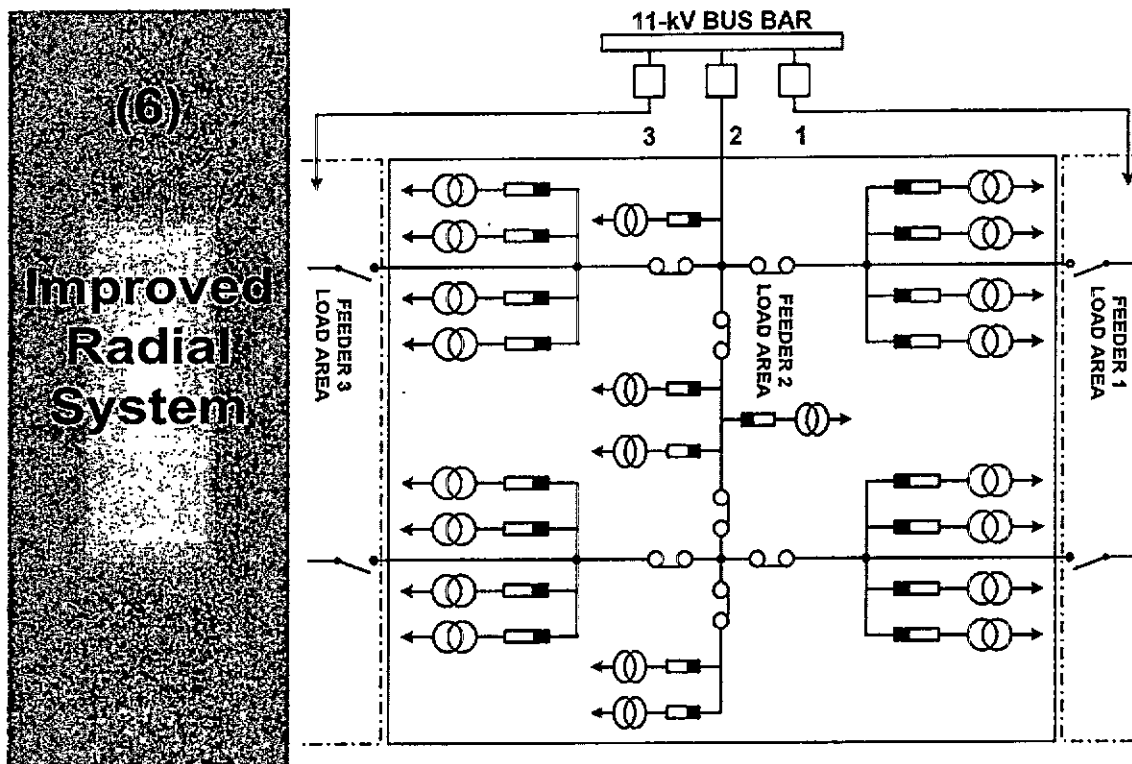 (6)
Improved
Radial
System
11-kV BUS BAR
3
2
1
FEEDER 3
LOAD AREA
FEEDER 2
LOAD AREA
FEEDER 1
LOAD AREA